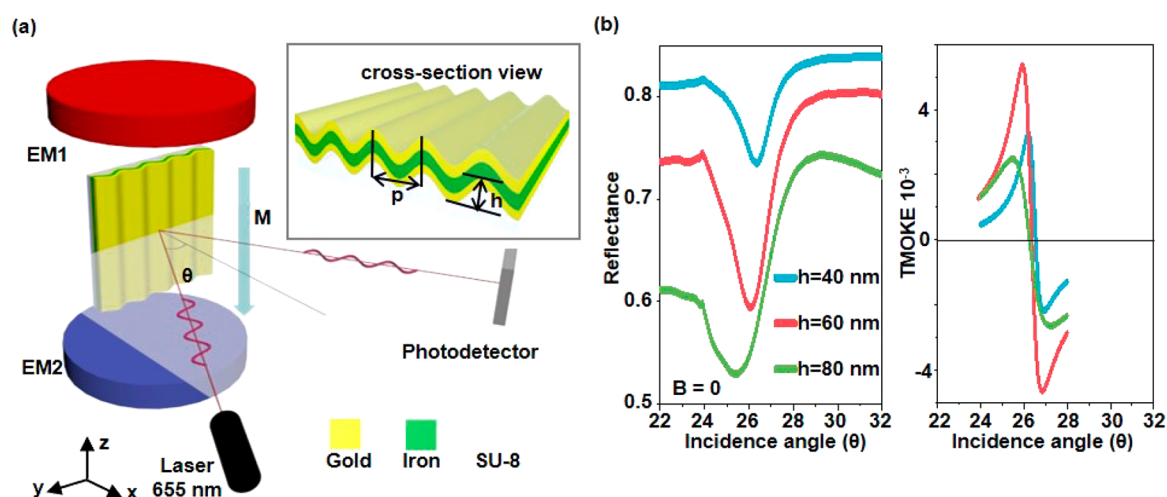 (a)
EM1
cross-section view
p
h
M
θ
EM2
Photodetector
Laser
655 nm
Gold
Iron
SU-8
z
y
x
(b)
Reflectance
0.8
0.7
0.6
0.5
h=40 nm
h=60 nm
h=80 nm
B = 0
22 24 26 28 30 32
Incidence angle (θ)
TMOKE 10-3
4
0
-4
22 24 26 28 30 32
Incidence angle (θ)